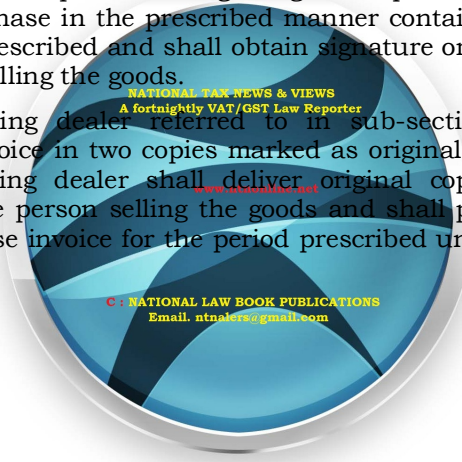 hase in the prescribed manner contai
escribed and shall obtain signature or
lling the goods.
NATIONAL TAX NEWS & VIEWS
A fortnightly VAT/GST Law Reporter
ing dealer referred to in sub-secti
oice in two copies marked as original
ing dealer shall deliver original cop
www.ntnonline.net
e person selling the goods and shall p
se invoice for the period prescribed un
C : NATIONAL LAW BOOK PUBLICATIONS
Email. ntnalers@gmail.com